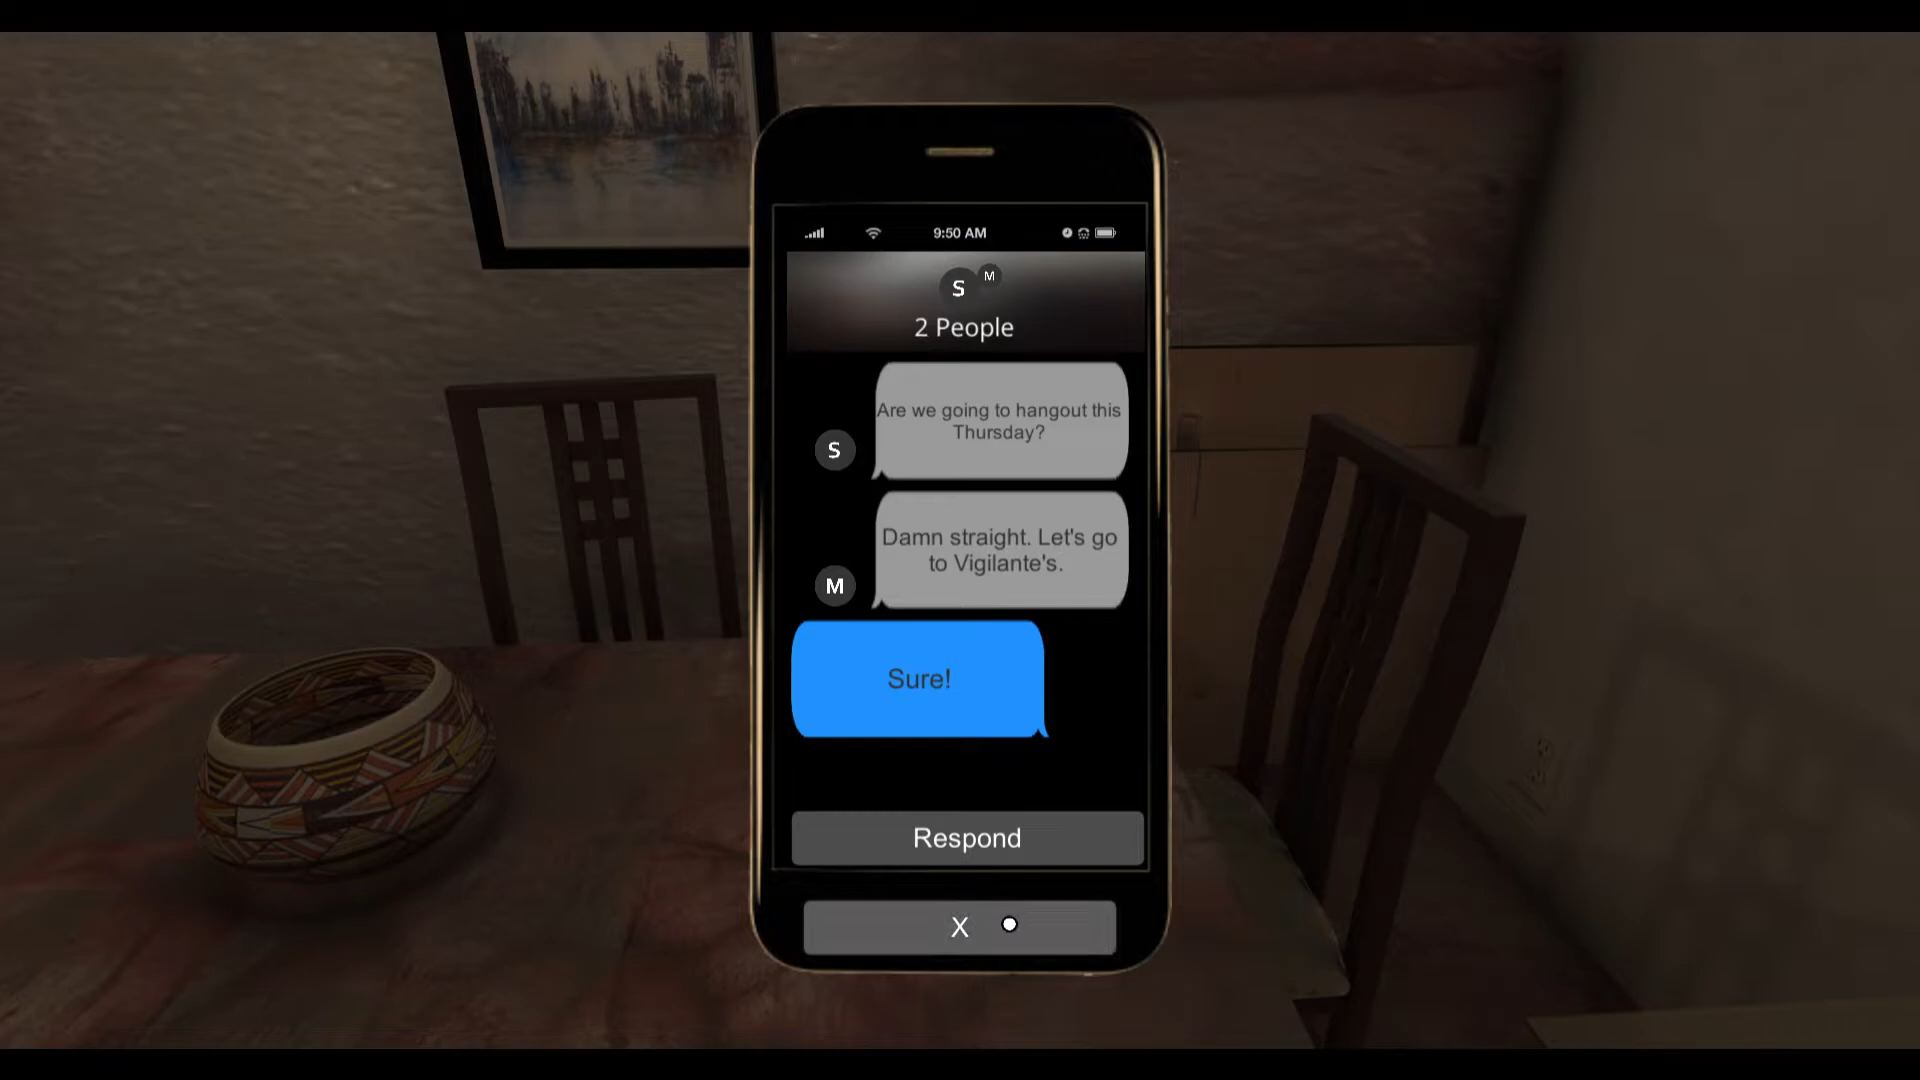 9:50 AM
S M
2 People
Are we going to hangout this
Thursday?
S
Damn straight. Let's go
to Vigilante's.
M
Sure!
Respond
X